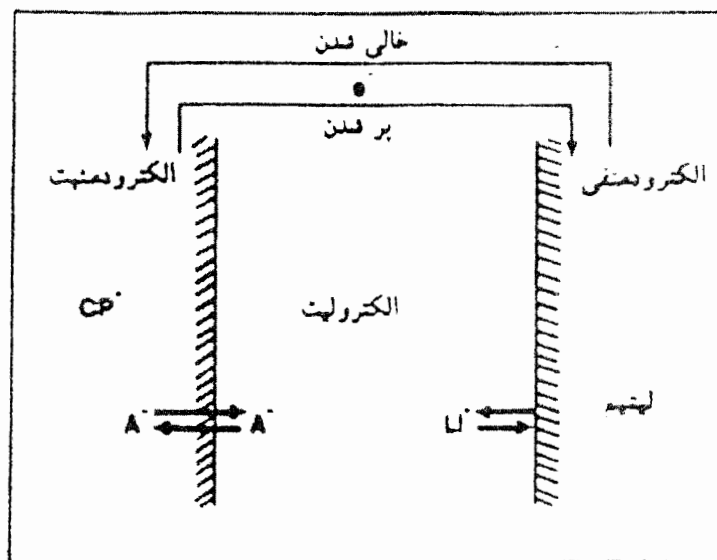 خالی شدن
e-
پر شدن
الکترودمثبت
الکترودمنفی
CP+
الکترولیت
لیتیم
A-
A-
Li+